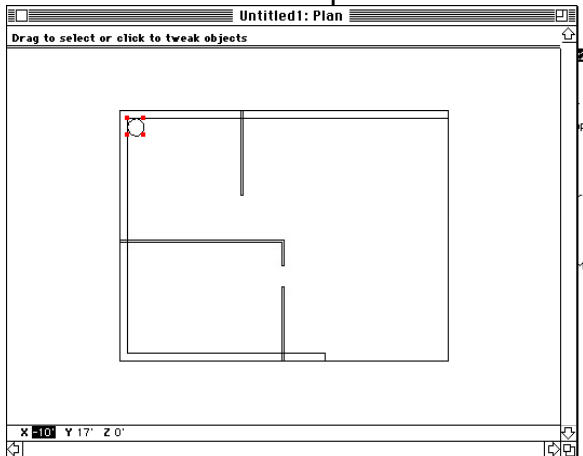 Untitled1: Plan
Drag to select or click to tweak objects
X -10' Y 17' Z 0'